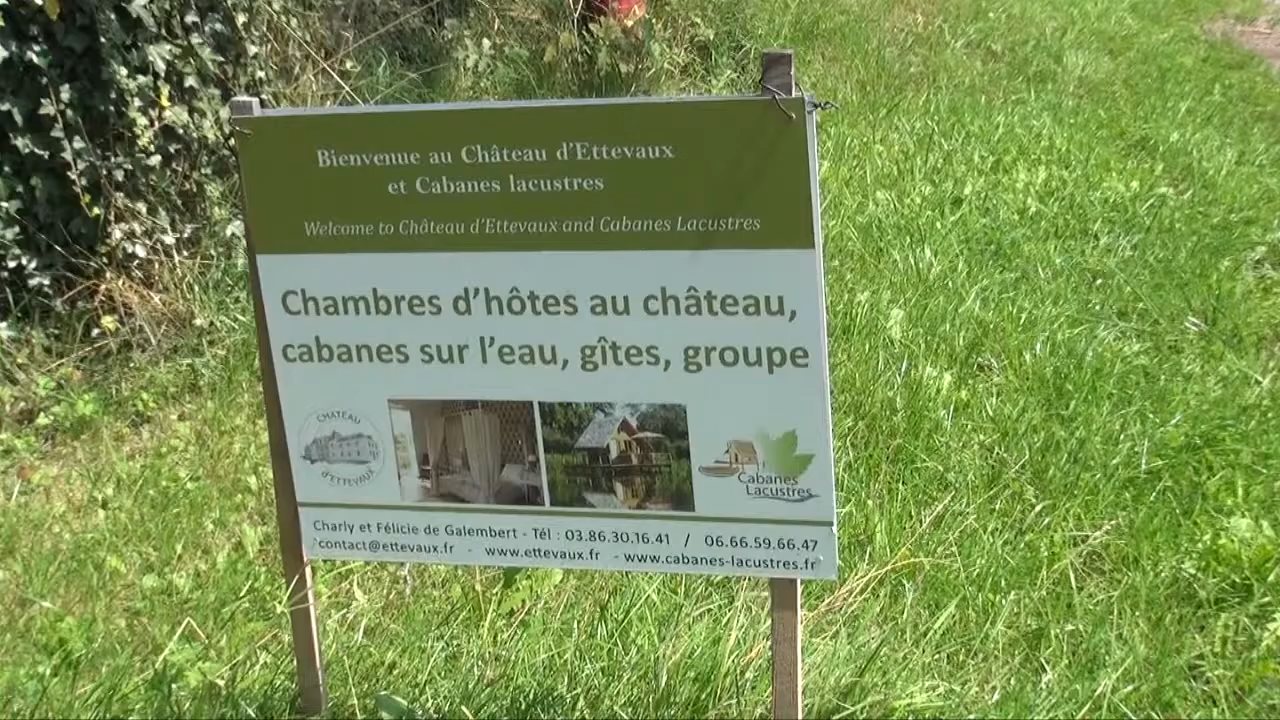 Bienvenue au Château d'Ettevaux
et Cabanes lacustres
Welcome to Château d'Ettevaux and Cabanes Lacustres
Chambres d'hôtes au château,
cabanes sur l'eau, gîtes, groupe
CHATEAU
d'ETTEVAUX
Cabanes
Lacustres
Charly et Félicie de Galembert - Tél : 03.86.30.16.41 / 06.66.59.66.47
contact@ettevaux.fr - www.ettevaux.fr - www.cabanes-lacustres.fr